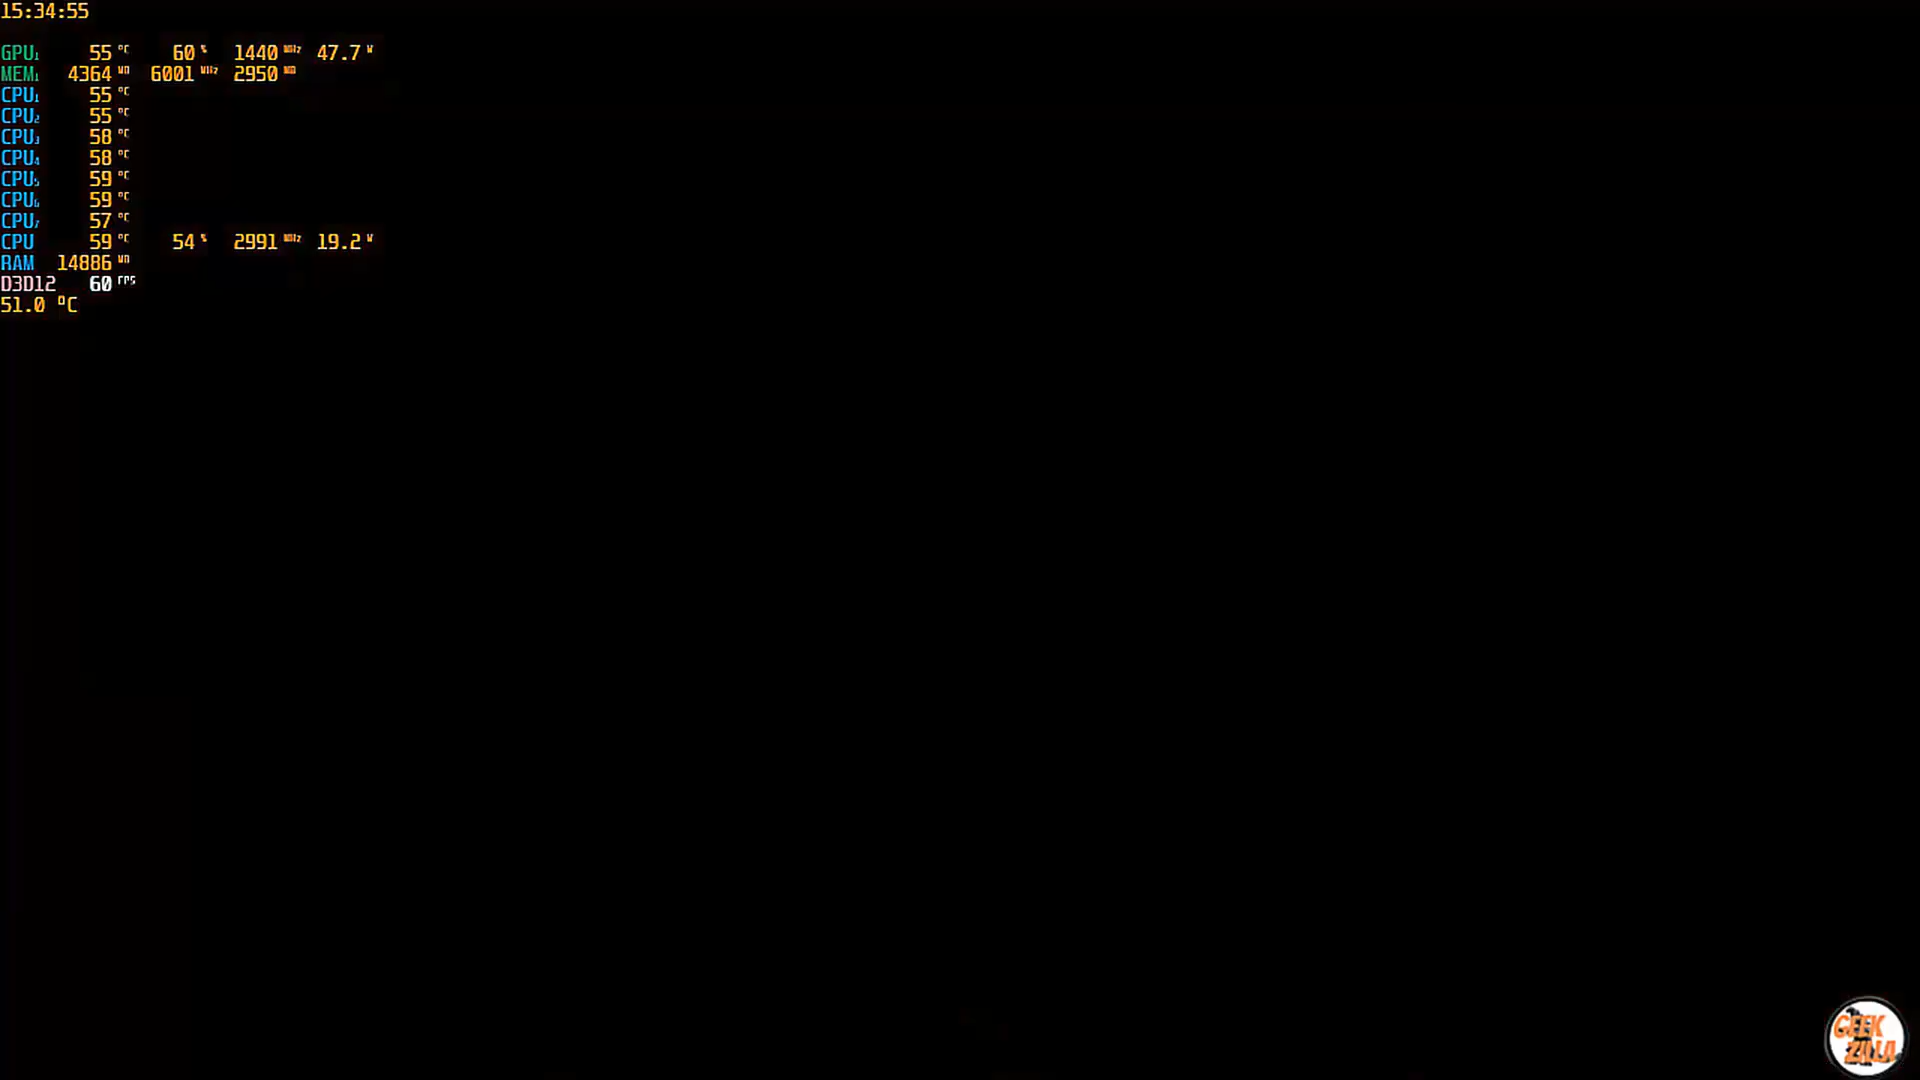 15:34:55
GPU1 55 °C 60 % 1440 MHz 47.7 W
MEM1 4364 MB 6001 MHz 2950 MB
CPU1 55 °C
CPU2 55 °C
CPU3 58 °C
CPU4 58 °C
CPU5 59 °C
CPU6 59 °C
CPU7 57 °C
CPU 59 °C 54 % 2991 MHz 19.2 W
RAM 14886 MB
D3D12 60 FPS
51.0 °C
GEEK
ZILLA